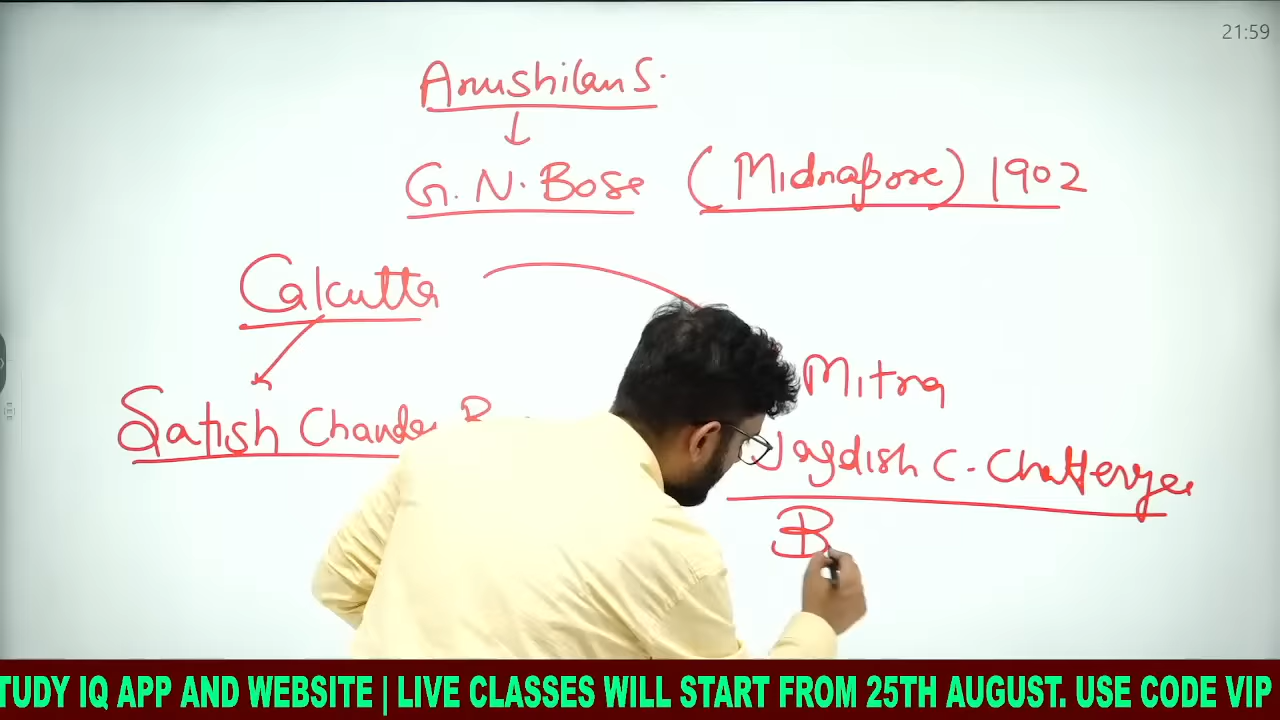 21:59
Anushilan S.
↓
G. N. Bose (Midnapore) 1902
Calcutta
Satish Chander B
Mitra
Jagdish C. Chatterjee
B
TUDY IQ APP AND WEBSITE | LIVE CLASSES WILL START FROM 25TH AUGUST. USE CODE VIP